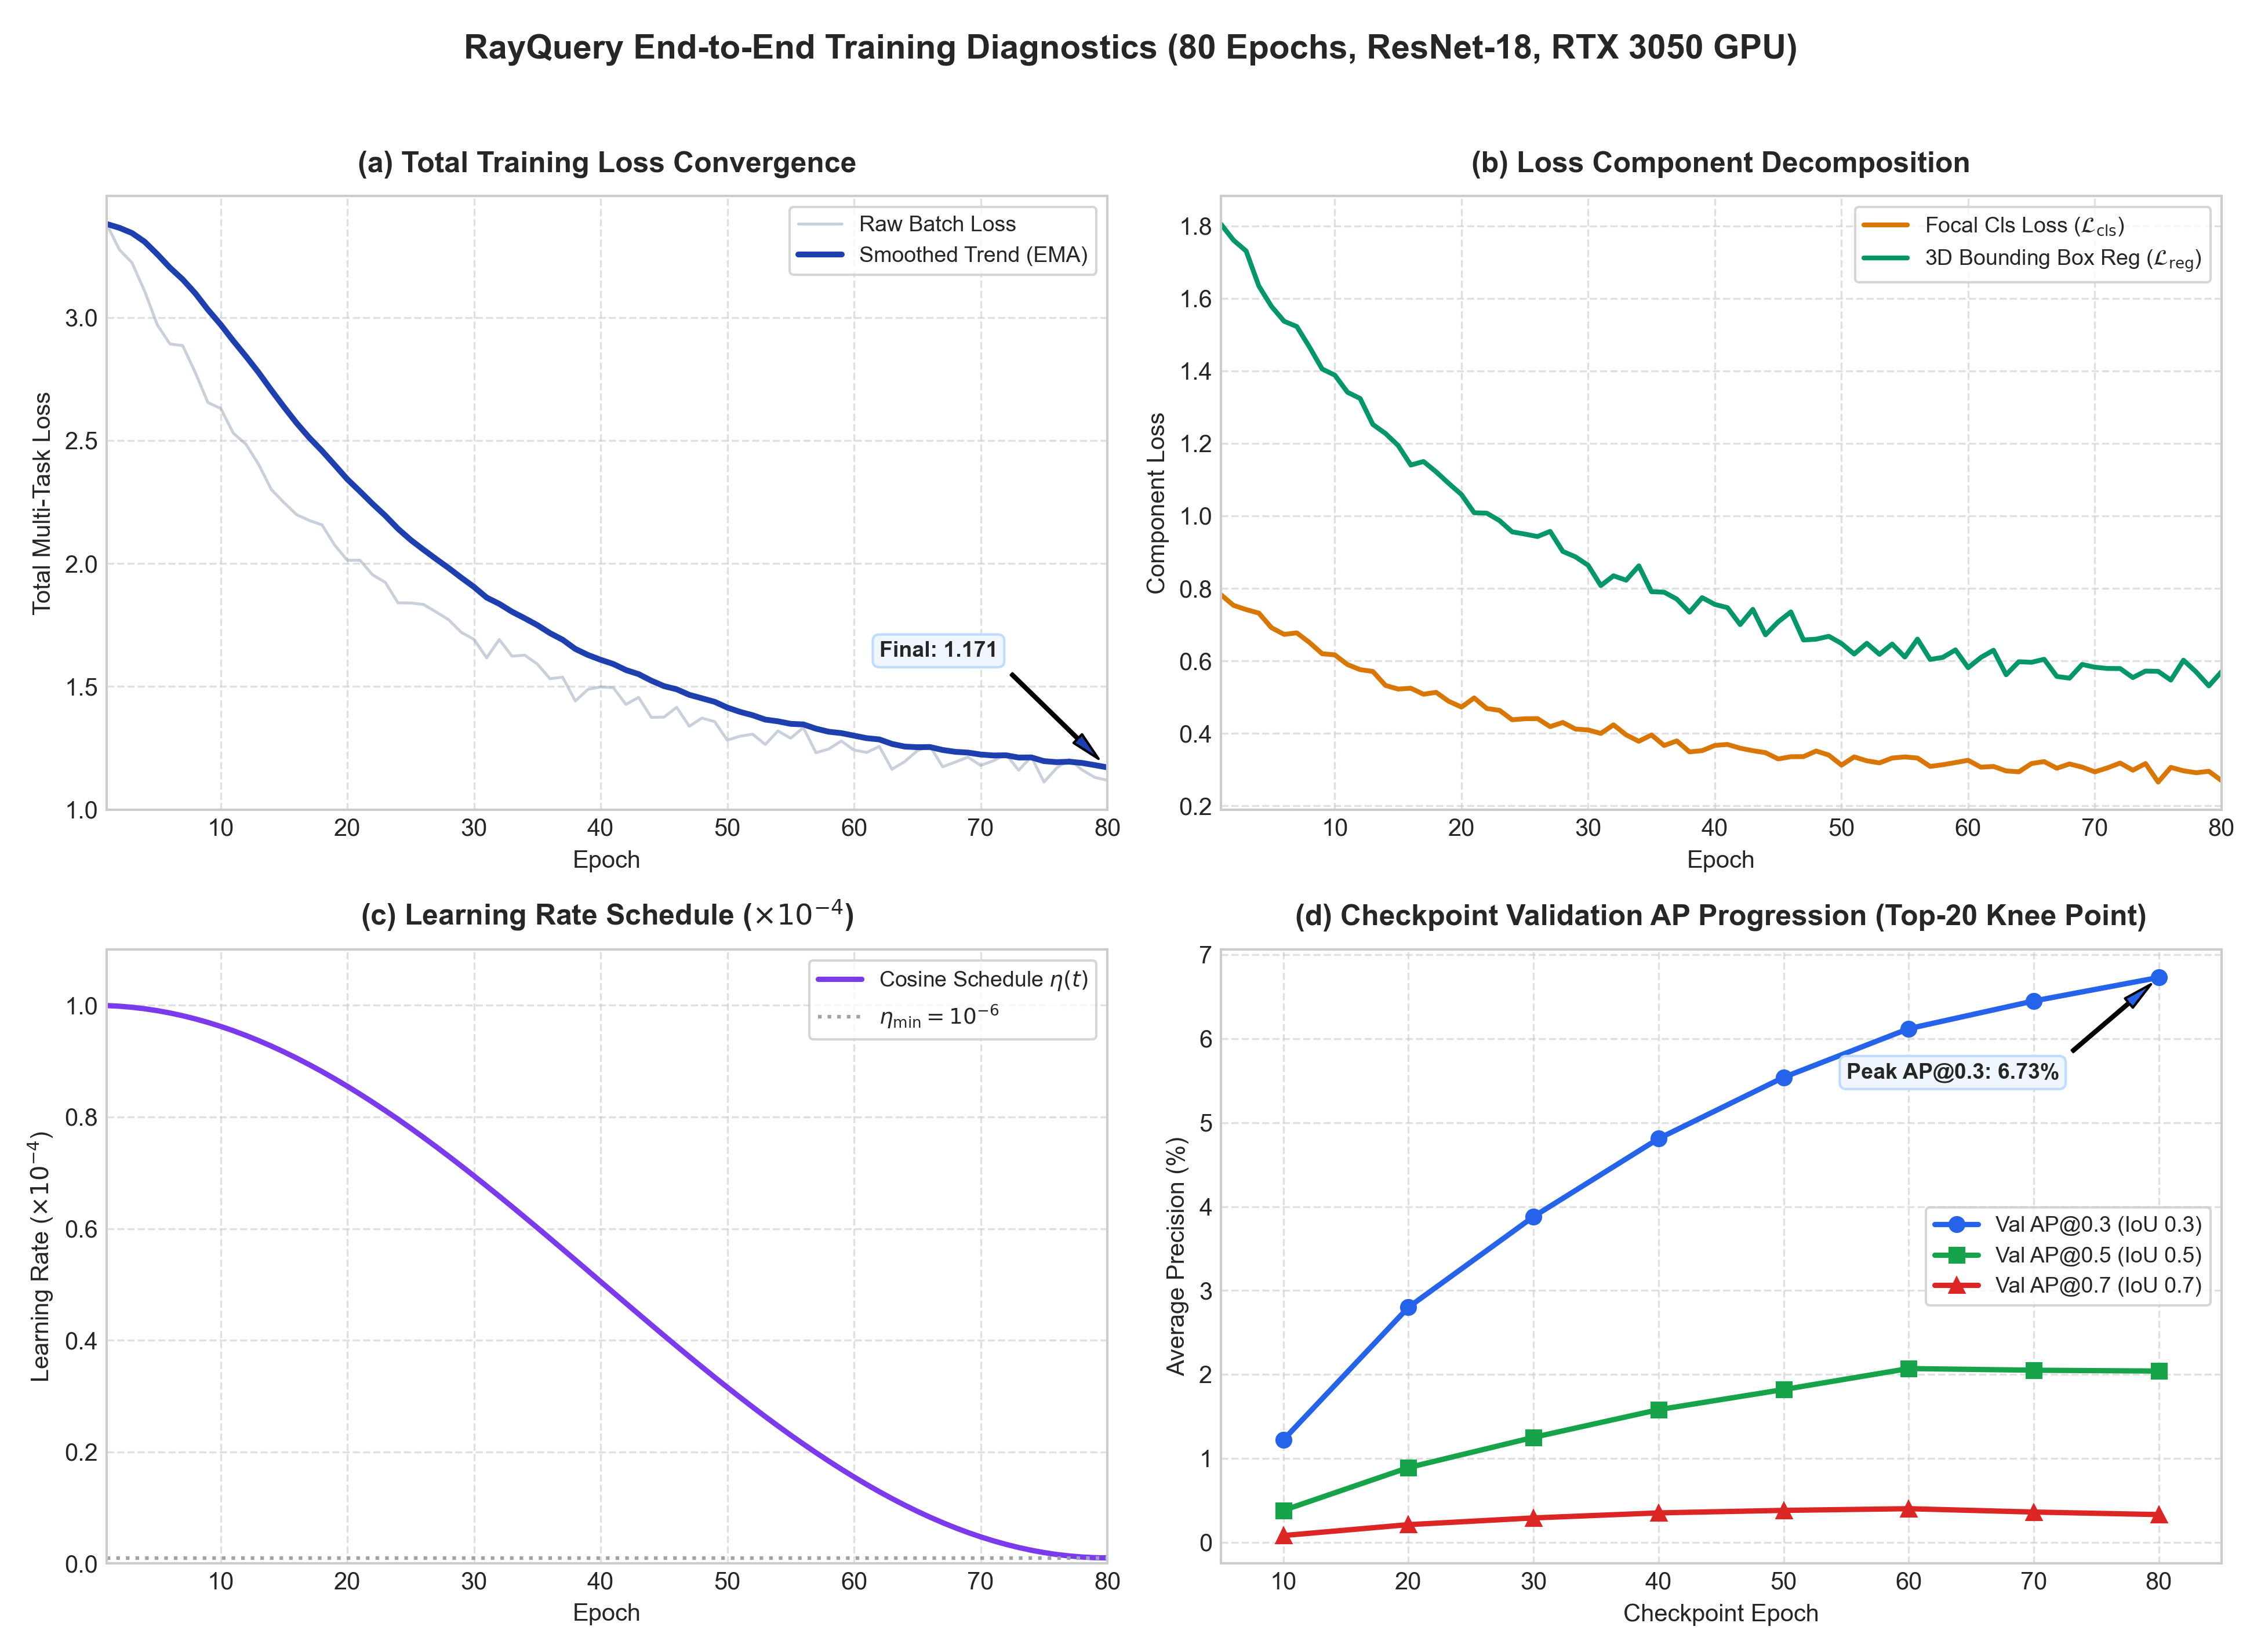 RayQuery End-to-End Training Diagnostics (80 Epochs, ResNet-18, RTX 3050 GPU)
(a) Total Training Loss Convergence
Raw Batch Loss
Smoothed Trend (EMA)
Total Multi-Task Loss
3.0
2.5
2.0
1.5
1.0
Final: 1.171
10 20 30 40 50 60 70 80
Epoch
(b) Loss Component Decomposition
Focal Cls Loss (ℒcls)
3D Bounding Box Reg (ℒreg)
Component Loss
1.8
1.6
1.4
1.2
1.0
0.8
0.6
0.4
0.2
10 20 30 40 50 60 70 80
Epoch
(c) Learning Rate Schedule (×10⁻⁴)
Cosine Schedule η(t)
ηmin = 10⁻⁶
Learning Rate (×10⁻⁴)
1.0
0.8
0.6
0.4
0.2
0.0
10 20 30 40 50 60 70 80
Epoch
(d) Checkpoint Validation AP Progression (Top-20 Knee Point)
Average Precision (%)
7
6
5
4
3
2
1
0
Peak AP@0.3: 6.73%
Val AP@0.3 (IoU 0.3)
Val AP@0.5 (IoU 0.5)
Val AP@0.7 (IoU 0.7)
10 20 30 40 50 60 70 80
Checkpoint Epoch